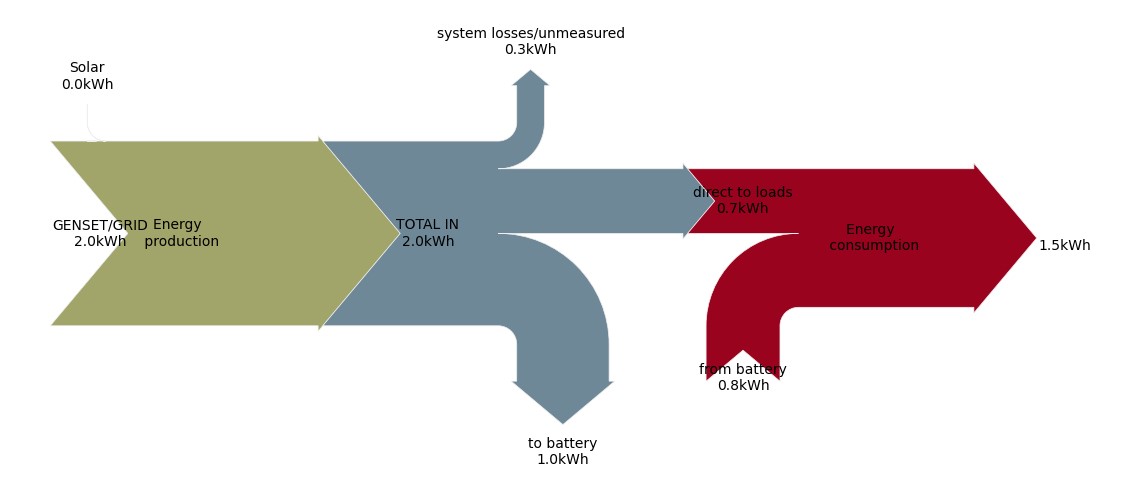 system losses/unmeasured
0.3kWh
Solar
0.0kWh
GENSET/GRID
2.0kWh
Energy
production
TOTAL IN
2.0kWh
direct to loads
0.7kWh
Energy
consumption
1.5kWh
from battery
0.8kWh
to battery
1.0kWh